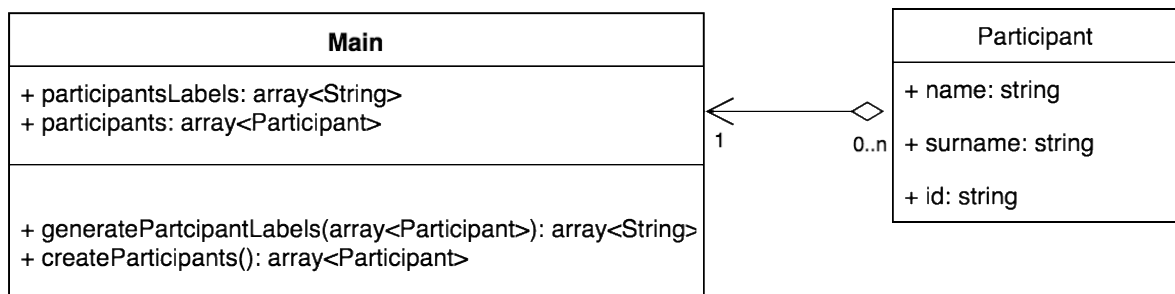 Main
+ participantsLabels: array<String>
+ participants: array<Participant>
+ generatePartcipantLabels(array<Participant>): array<String>
+ createParticipants(): array<Participant>
1
0..n
Participant
+ name: string
+ surname: string
+ id: string